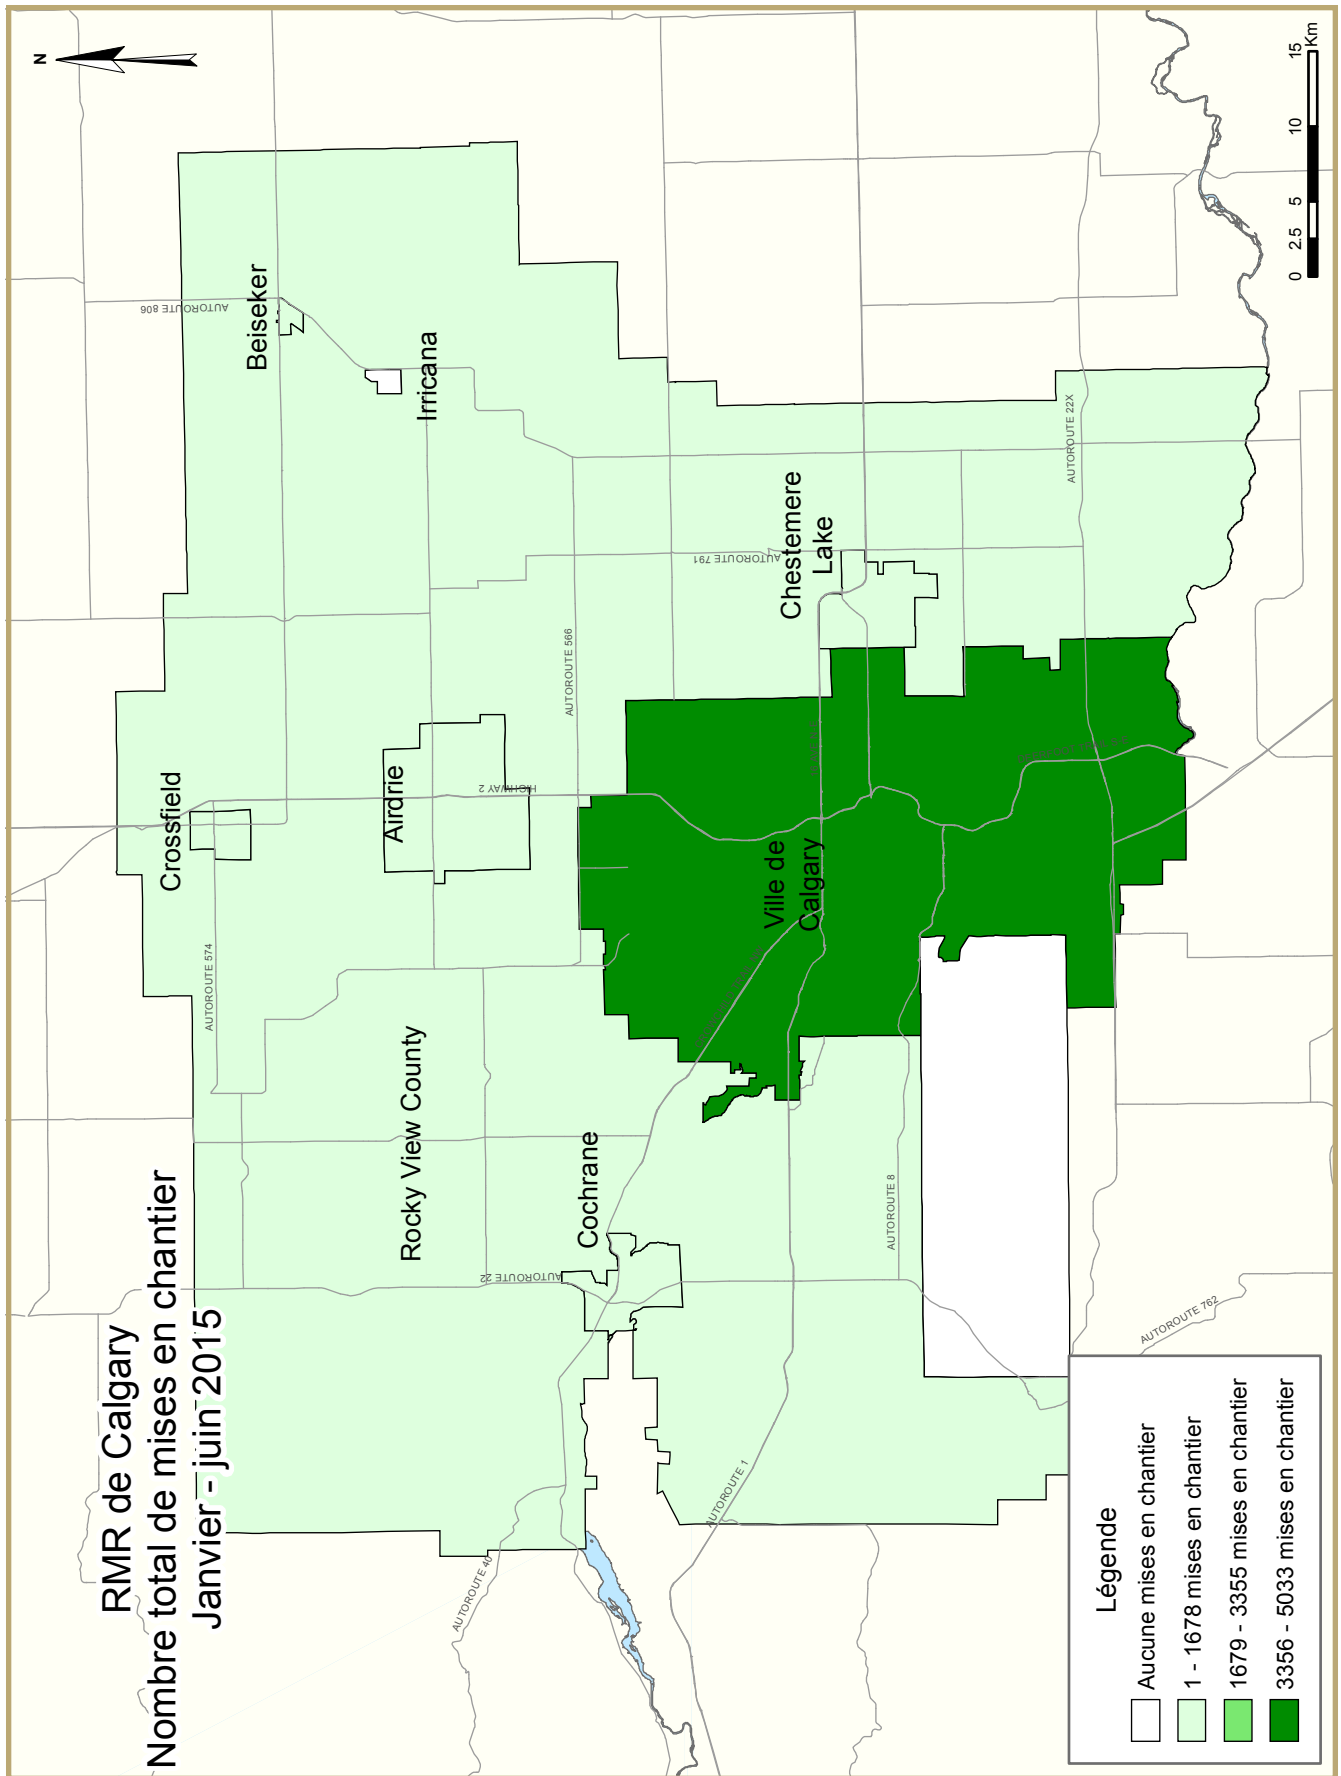 RMR de Calgary
Nombre total de mises en chantier
Janvier - juin 2015
N
AUTOROUTE 806
Beiseker
Irricana
Crossfield
AUTOROUTE 574
Airdrie
HIGHWAY 2
AUTOROUTE 566
Rocky View County
AUTOROUTE 22
Cochrane
AUTOROUTE 40
AUTOROUTE 1
AUTOROUTE 791
Chestemere
Lake
Ville de
Calgary
AUTOROUTE 8
AUTOROUTE 22X
AUTOROUTE 762
Légende
Aucune mises en chantier
1 - 1678 mises en chantier
1679 - 3355 mises en chantier
3356 - 5033 mises en chantier
0 2.5 5 10 15
Km